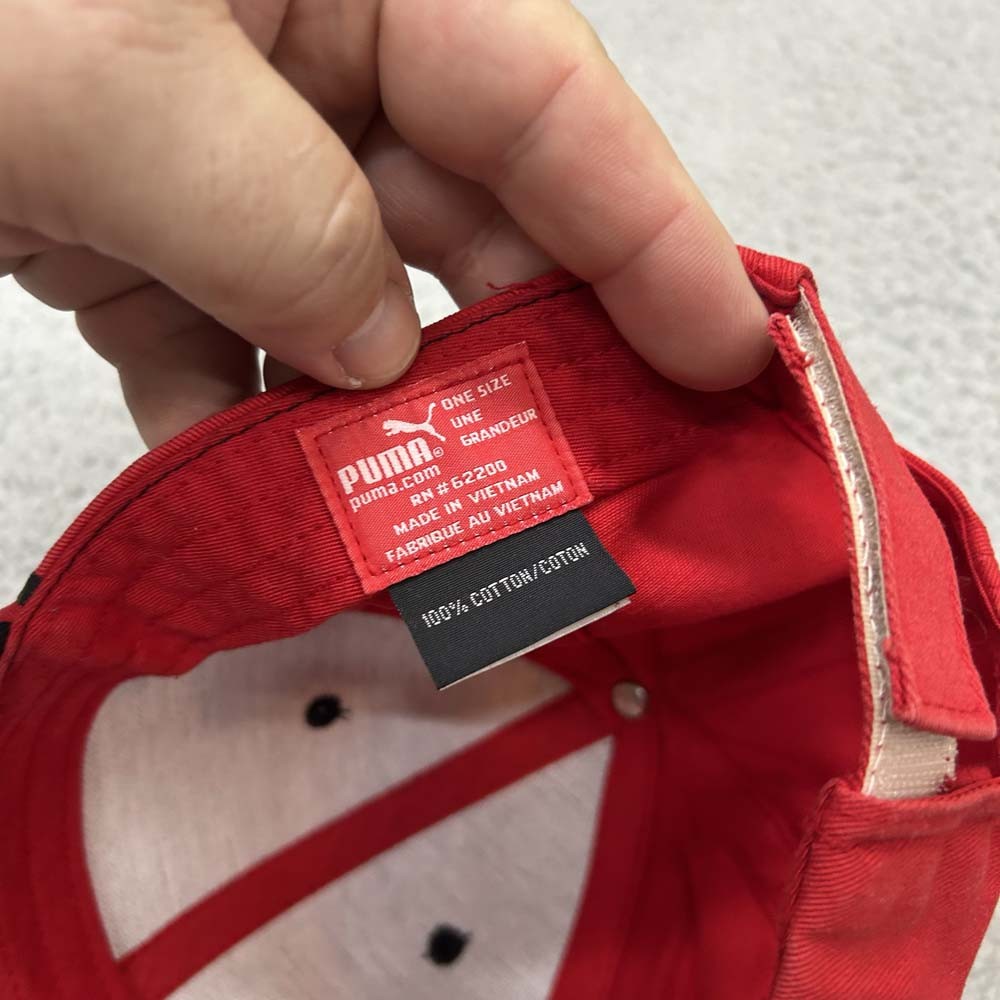 ONE SIZE
UNE
GRANDEUR
PUMA®
puma.com
RN # 62200
MADE IN VIETNAM
FABRIQUE AU VIETNAM
100% COTTON/COTON